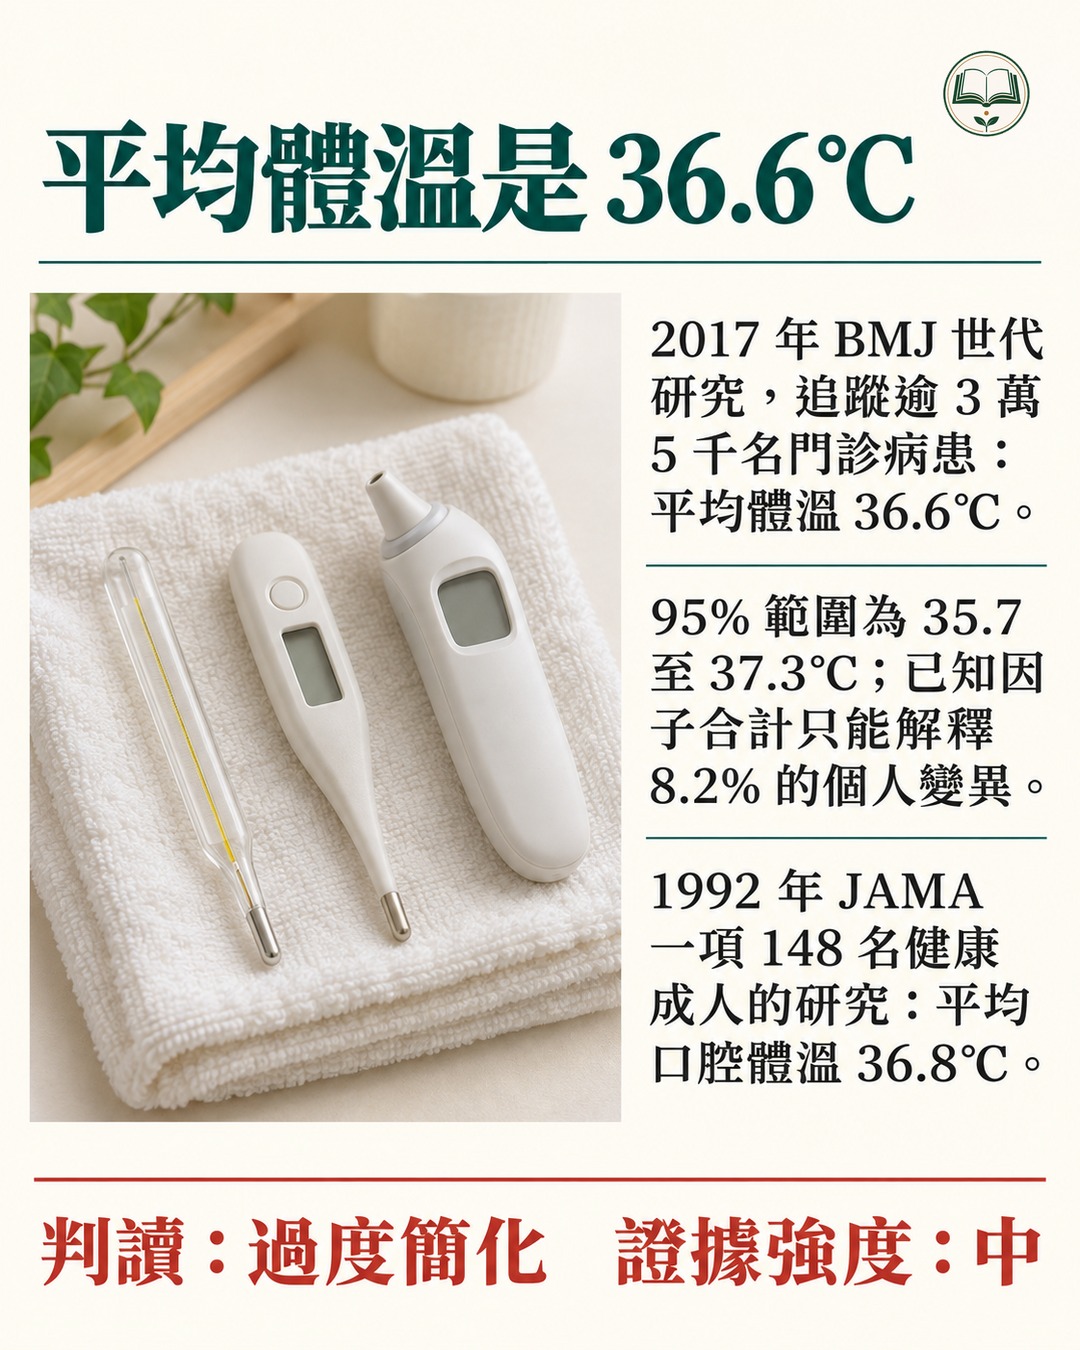 平均體溫是36.6℃
2017 年 BMJ 世代
研究，追蹤逾 3 萬
5 千名門診病患：
平均體溫 36.6℃。
95% 範圍為 35.7
至 37.3℃；已知因
子合計只能解釋
8.2% 的個人變異。
1992 年 JAMA
一項 148 名健康
成人的研究：平均
口腔體溫 36.8℃。
判讀：過度簡化　證據強度：中